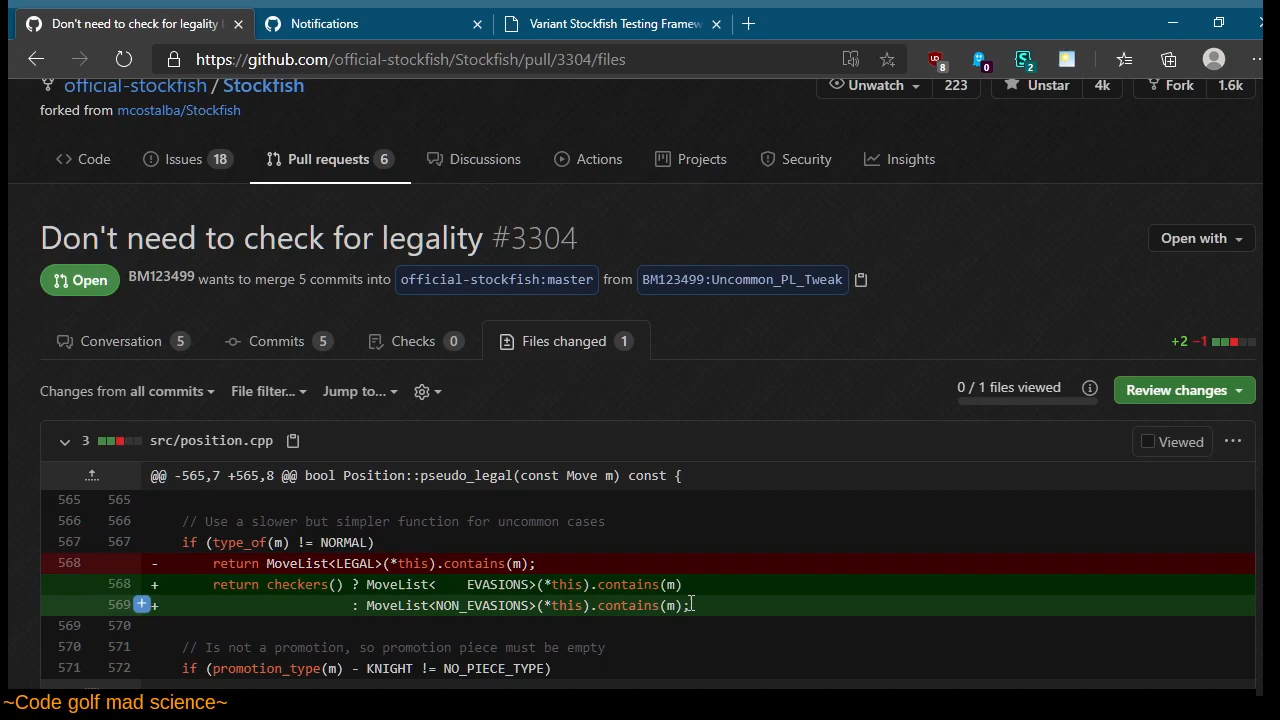 Don't need to check for legality
Notifications
Variant Stockfish Testing Framew
https://github.com/official-stockfish/Stockfish/pull/3304/files
8
0
2
official-stockfish / Stockfish
Unwatch 223
Unstar 4k
Fork 1.6k
forked from mcostalba/Stockfish
Code
Issues 18
Pull requests 6
Discussions
Actions
Projects
Security
Insights
Don't need to check for legality #3304
Open with
Open
BM123499 wants to merge 5 commits into official-stockfish:master from BM123499:Uncommon_PL_Tweak
Conversation 5
Commits 5
Checks 0
Files changed 1
+2 −1
Changes from all commits
File filter...
Jump to...
0 / 1 files viewed
Review changes
3 src/position.cpp
Viewed
@@ -565,7 +565,8 @@ bool Position::pseudo_legal(const Move m) const {
565 565
566 566 // Use a slower but simpler function for uncommon cases
567 567 if (type_of(m) != NORMAL)
568 - return MoveList<LEGAL>(*this).contains(m);
568 + return checkers() ? MoveList<    EVASIONS>(*this).contains(m)
569 + : MoveList<NON_EVASIONS>(*this).contains(m);
569 570
570 571 // Is not a promotion, so promotion piece must be empty
571 572 if (promotion_type(m) - KNIGHT != NO_PIECE_TYPE)
~Code golf mad science~